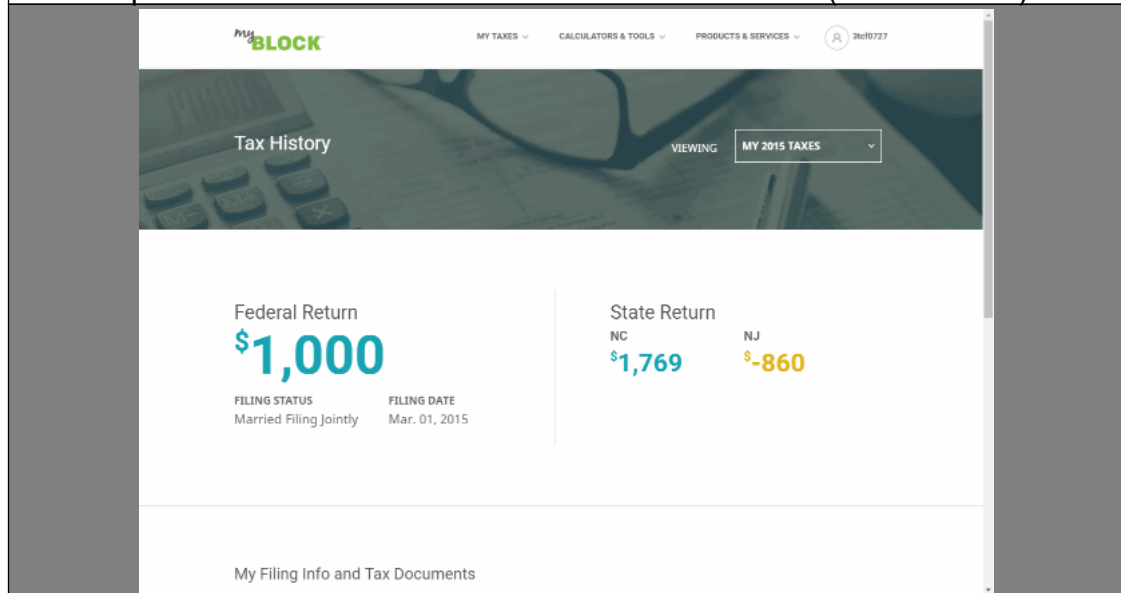 my BLOCK
MY TAXES
CALCULATORS & TOOLS
PRODUCTS & SERVICES
3tcf0727
Tax History
VIEWING
MY 2015 TAXES
Federal Return
$1,000
FILING STATUS
FILING DATE
Married Filing Jointly
Mar. 01, 2015
State Return
NC
NJ
$1,769
$-860
My Filing Info and Tax Documents